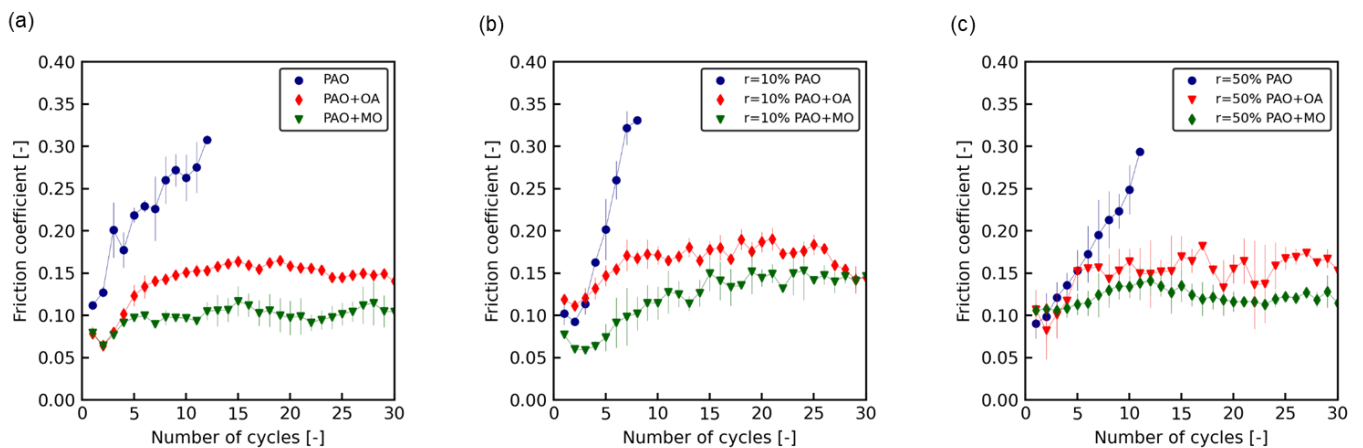 (a)
(b)
(c)
0.40
0.35
0.30
0.25
0.20
0.15
0.10
0.05
0.00
0
5
10
15
20
25
30
Friction coefficient [-]
Number of cycles [-]
PAO
PAO+OA
PAO+MO
0.40
0.35
0.30
0.25
0.20
0.15
0.10
0.05
0.00
0
5
10
15
20
25
30
Friction coefficient [-]
Number of cycles [-]
r=10% PAO
r=10% PAO+OA
r=10% PAO+MO
0.40
0.35
0.30
0.25
0.20
0.15
0.10
0.05
0.00
0
5
10
15
20
25
30
Friction coefficient [-]
Number of cycles [-]
r=50% PAO
r=50% PAO+OA
r=50% PAO+MO